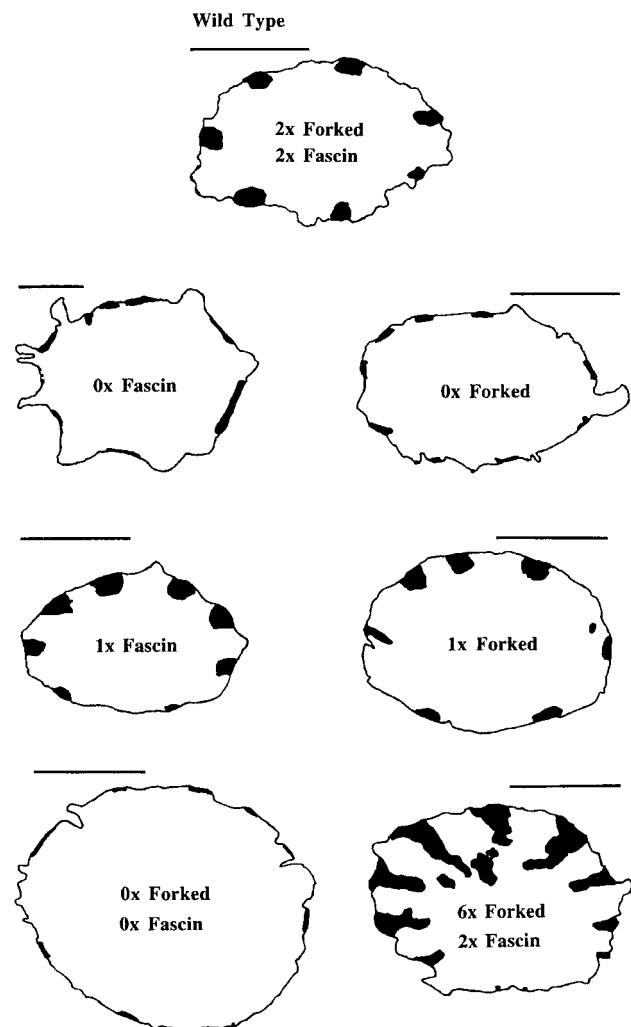 Wild Type
2x Forked
2x Fascin
0x Fascin
0x Forked
1x Fascin
1x Forked
0x Forked
0x Fascin
6x Forked
2x Fascin